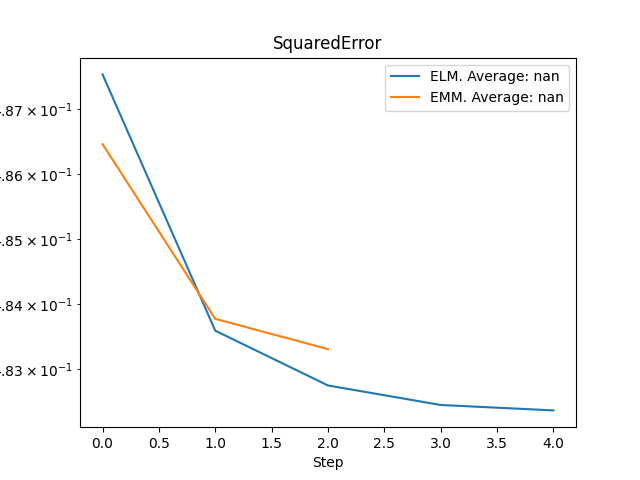 SquaredError
ELM. Average: nan
EMM. Average: nan
.87 × 10⁻¹
.86 × 10⁻¹
.85 × 10⁻¹
.84 × 10⁻¹
.83 × 10⁻¹
0.0 0.5 1.0 1.5 2.0 2.5 3.0 3.5 4.0
Step